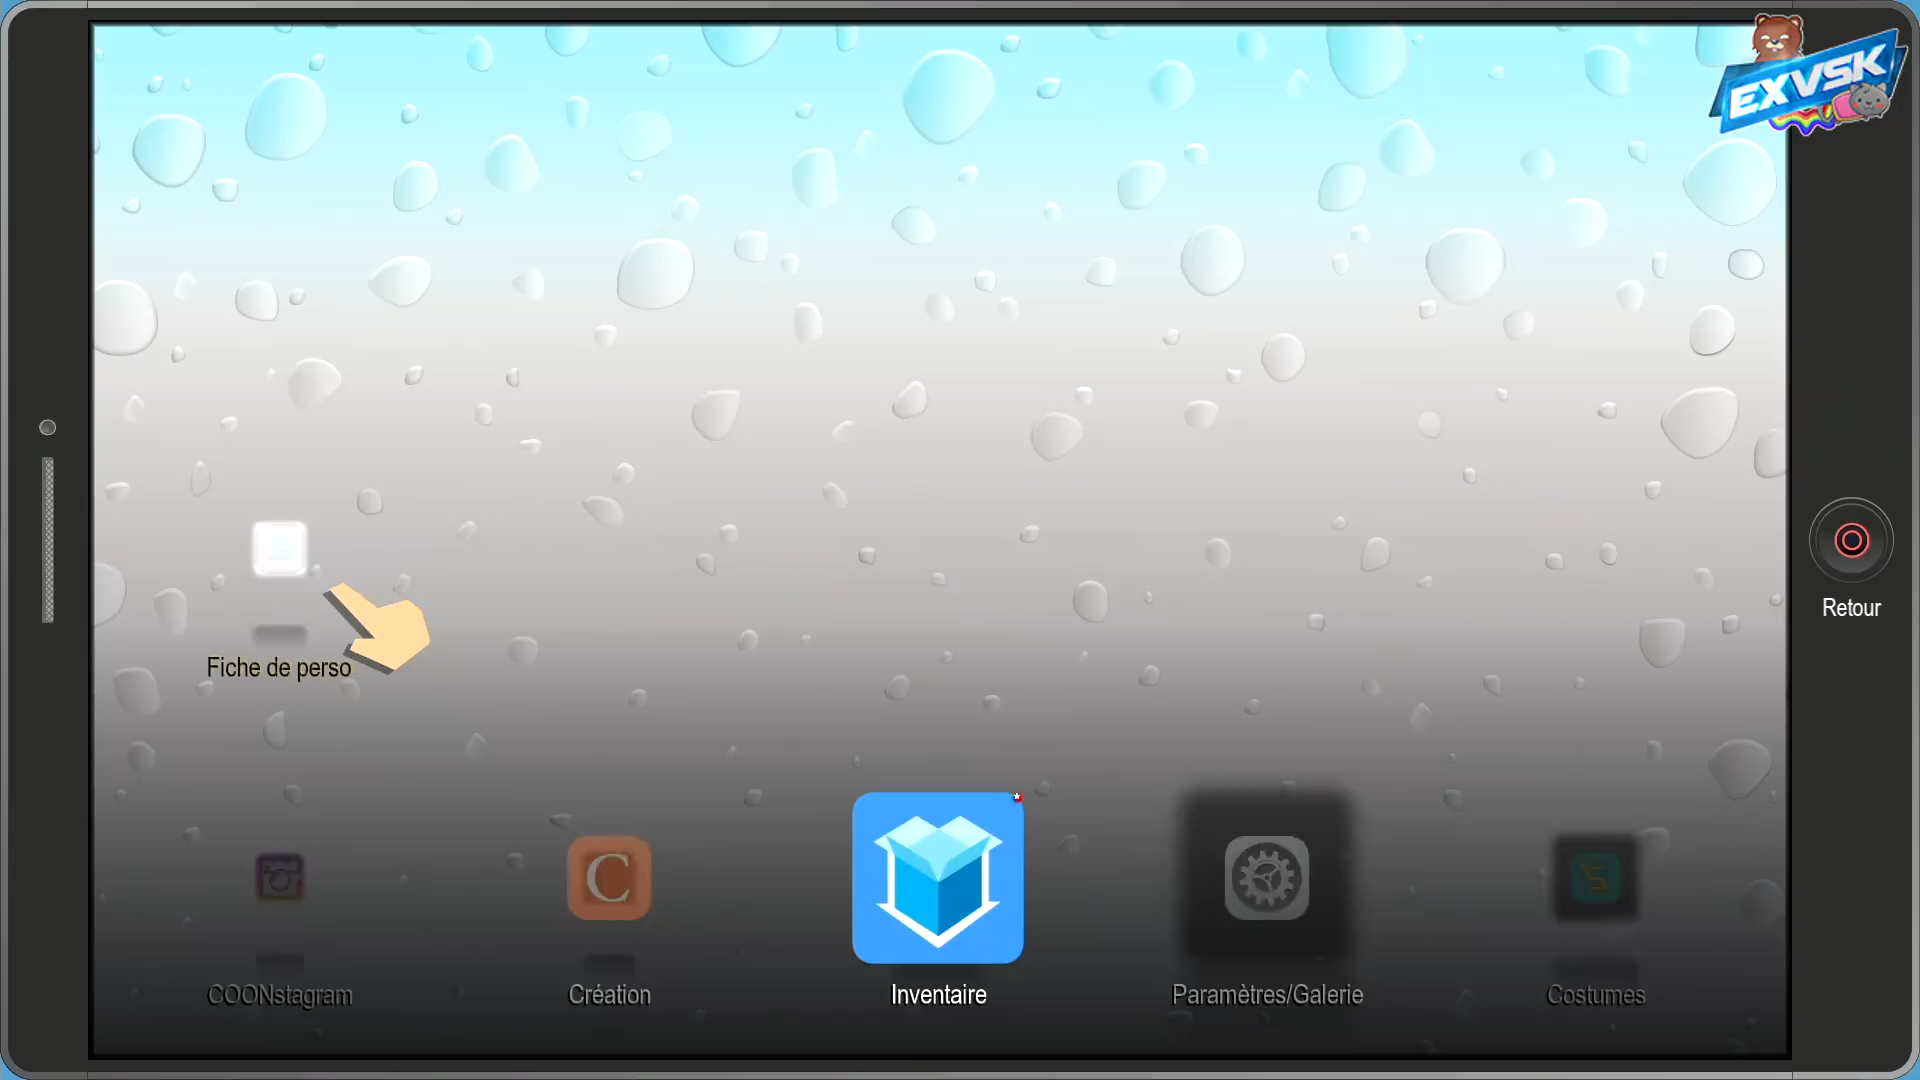 EXVSK
Retour
Fiche de perso
COONstagram
C
Création
Inventaire
Paramètres/Galerie
Costumes